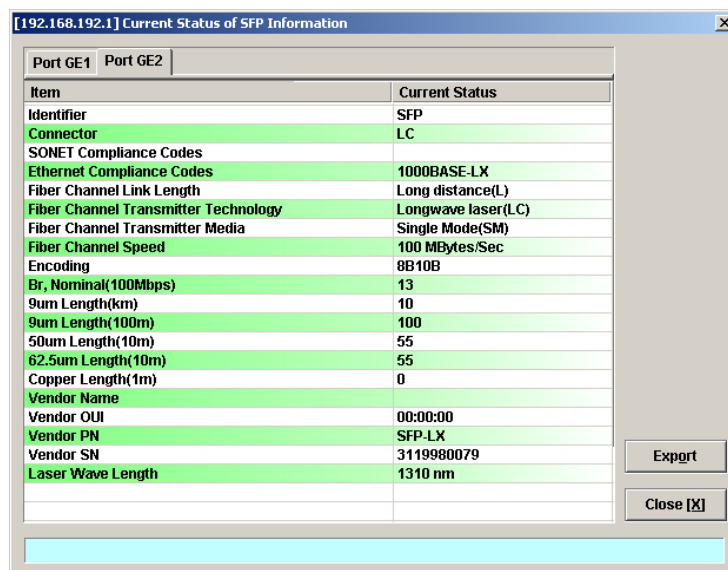 [192.168.192.1] Current Status of SFP Information
Port GE1 Port GE2
Item Current Status
Identifier SFP
Connector LC
SONET Compliance Codes
Ethernet Compliance Codes 1000BASE-LX
Fiber Channel Link Length Long distance(L)
Fiber Channel Transmitter Technology Longwave laser(LC)
Fiber Channel Transmitter Media Single Mode(SM)
Fiber Channel Speed 100 MBytes/Sec
Encoding 8B10B
Br, Nominal(100Mbps) 13
9um Length(km) 10
9um Length(100m) 100
50um Length(10m) 55
62.5um Length(10m) 55
Copper Length(1m) 0
Vendor Name
Vendor OUI 00:00:00
Vendor PN SFP-LX
Vendor SN 3119980079
Laser Wave Length 1310 nm
Export
Close [X]